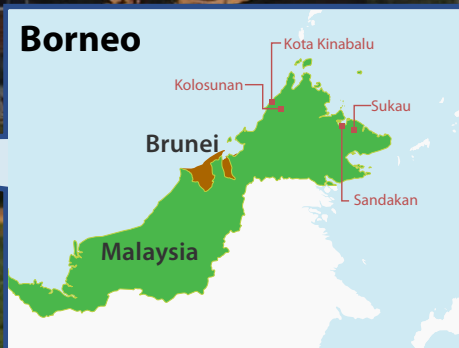 Borneo
Kota Kinabalu
Kolosunan
Sukau
Brunei
Sandakan
Malaysia